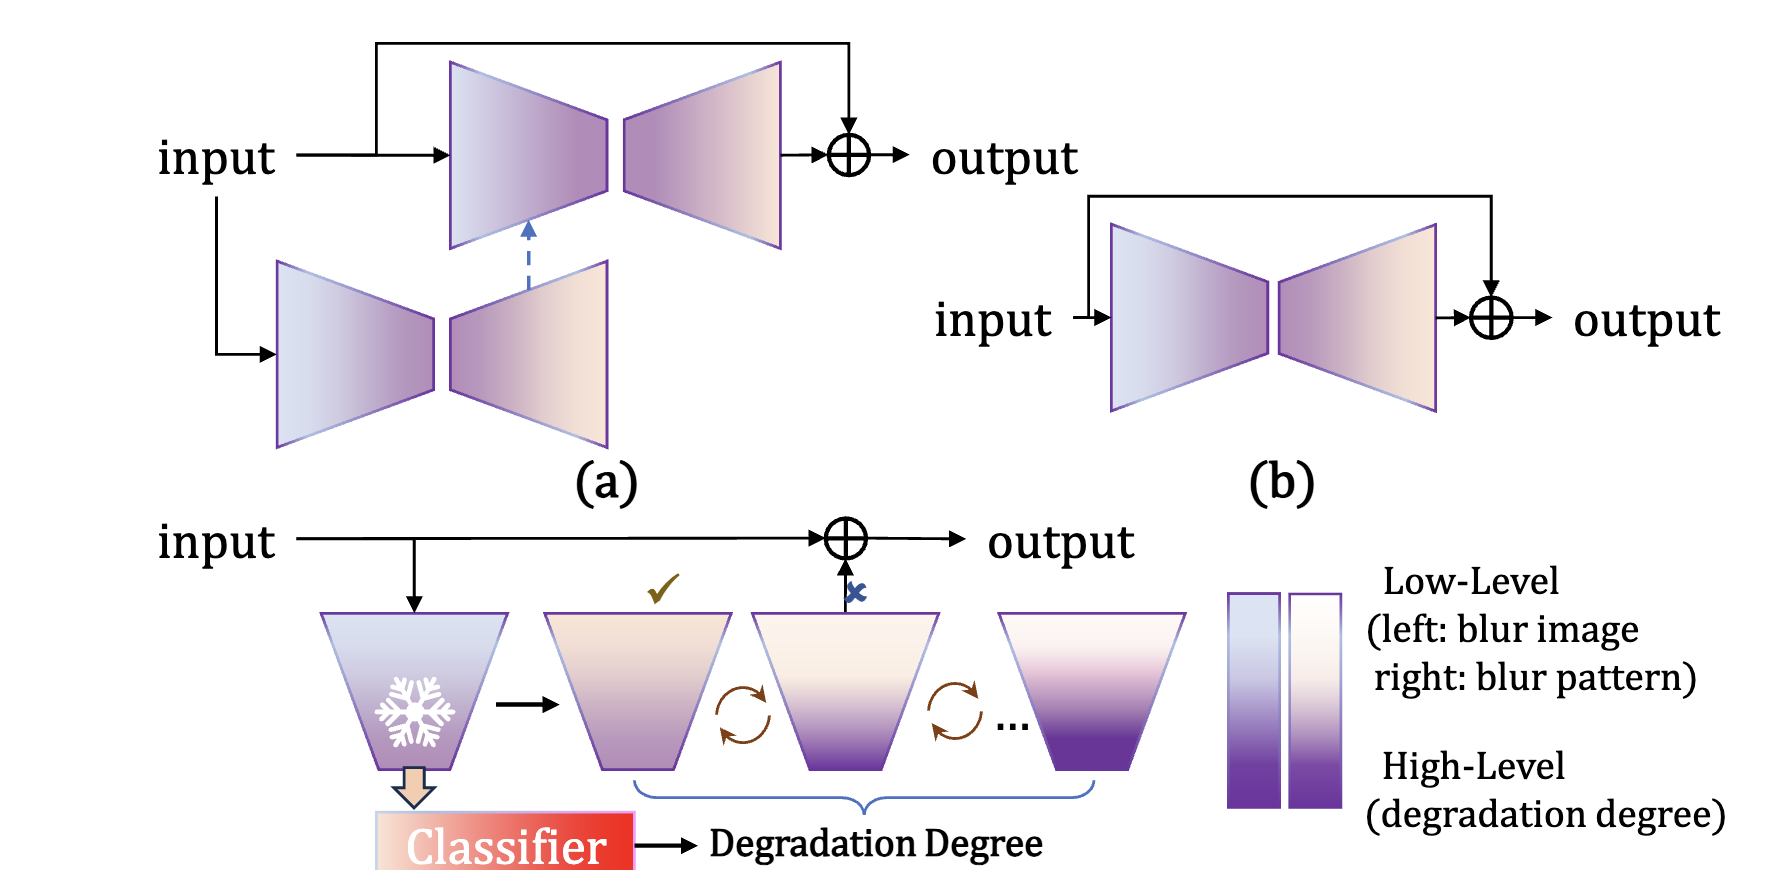 input
output
input
output
(a)
(b)
input
output
Low-Level
(left: blur image
right: blur pattern)
...
High-Level
(degradation degree)
Classifier
Degradation Degree